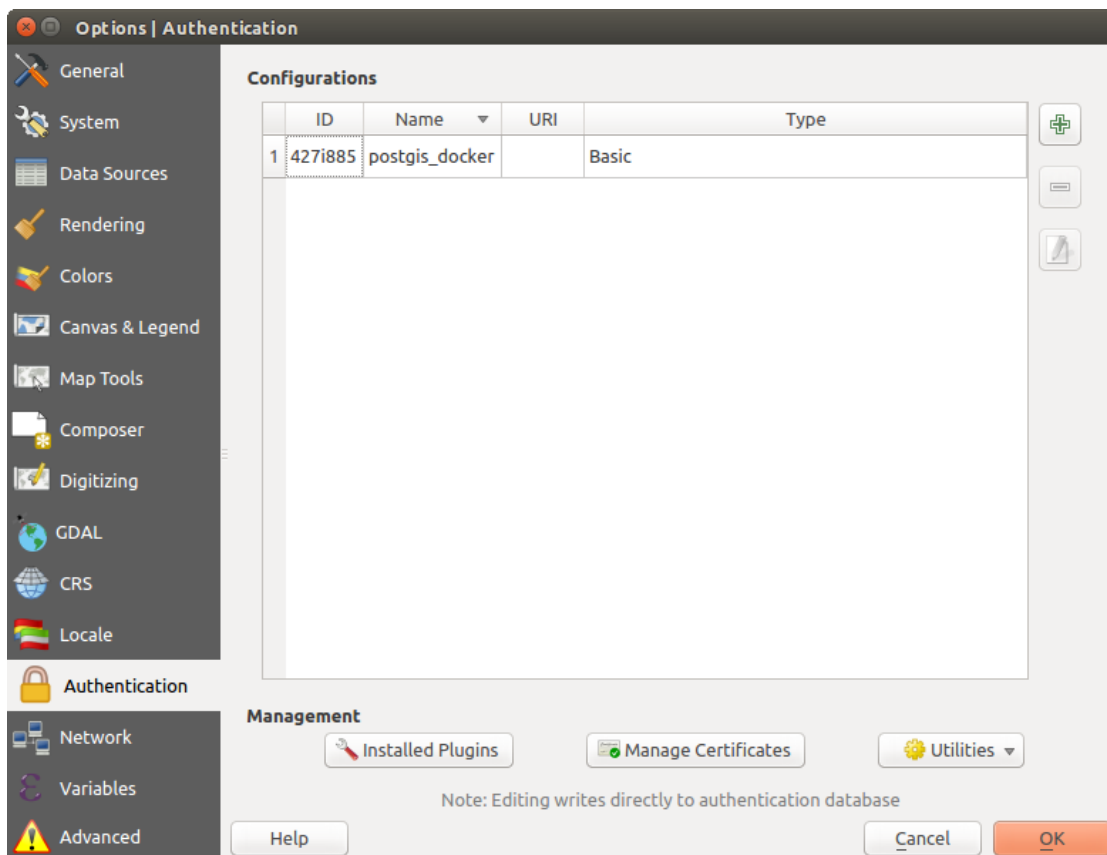 Options | Authentication
General
System
Data Sources
Rendering
Colors
Canvas & Legend
Map Tools
Composer
Digitizing
GDAL
CRS
Locale
Authentication
Network
Variables
Advanced
Configurations
ID Name URI Type
1 427i885 postgis_docker Basic
Management
Installed Plugins Manage Certificates Utilities
Note: Editing writes directly to authentication database
Help Cancel OK